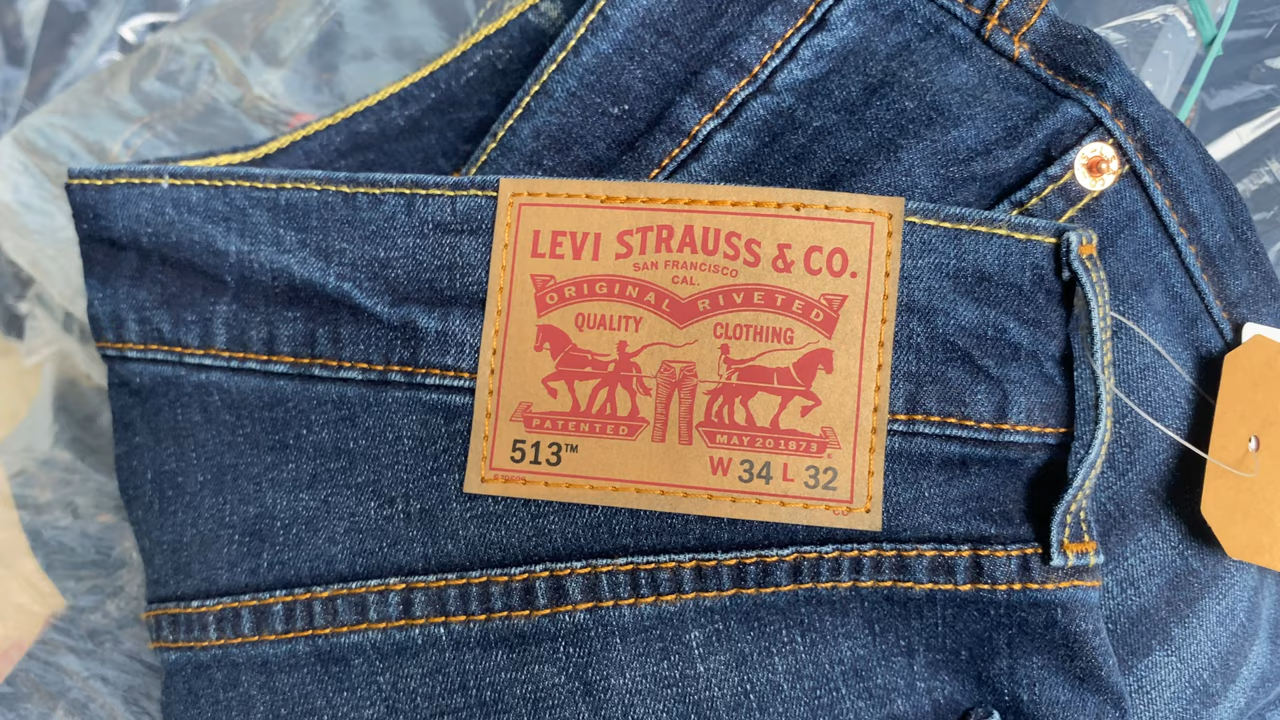 LEVI STRAUSS & CO.
SAN FRANCISCO
CAL.
ORIGINAL RIVETED
QUALITY CLOTHING
PATENTED MAY 20 1873
513™
W 34 L 32